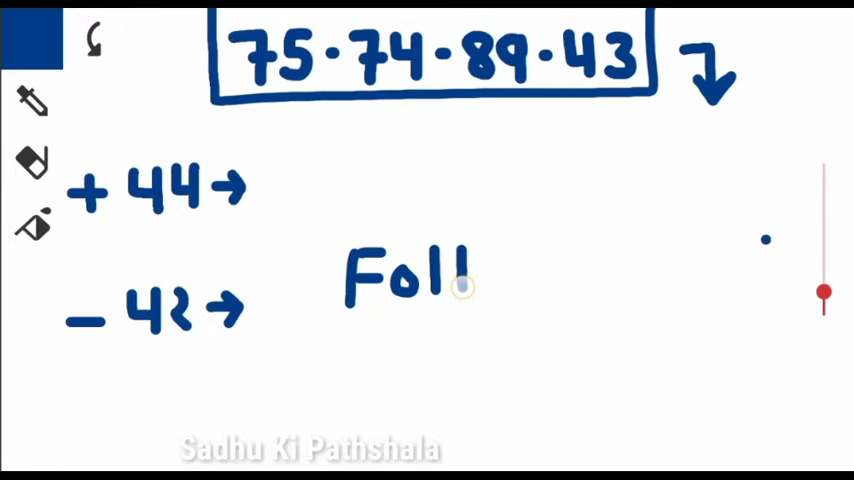 75·74·89·43
+ 44→
- 42→
Foll
Sadhu Ki Pathshala